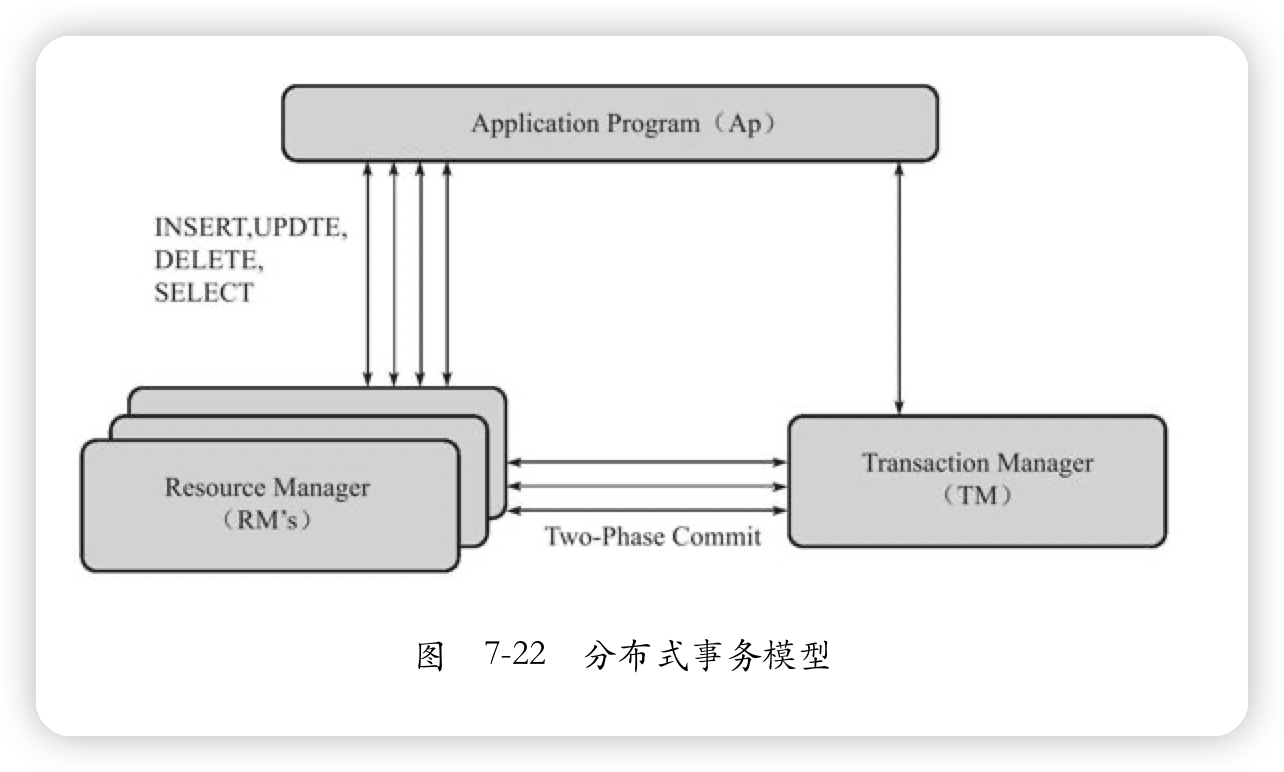 Application Program（Ap）
INSERT,UPDTE,
DELETE,
SELECT
Resource Manager
（RM's）
Transaction Manager
（TM）
Two-Phase Commit
图 7-22 分布式事务模型